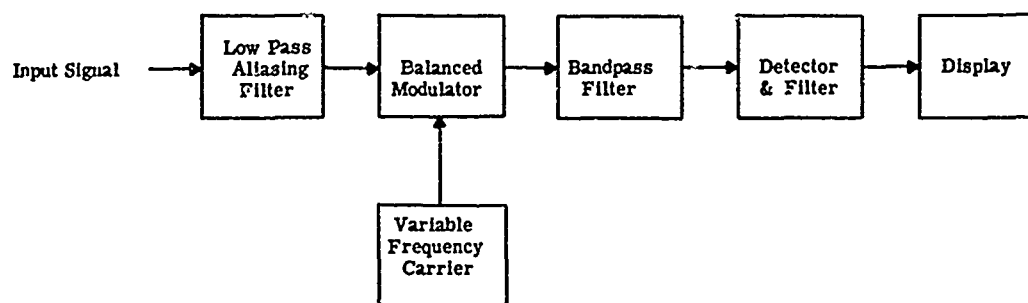 Input Signal
Low Pass
Aliasing
Filter
Balanced
Modulator
Bandpass
Filter
Detector
& Filter
Display
Variable
Frequency
Carrier